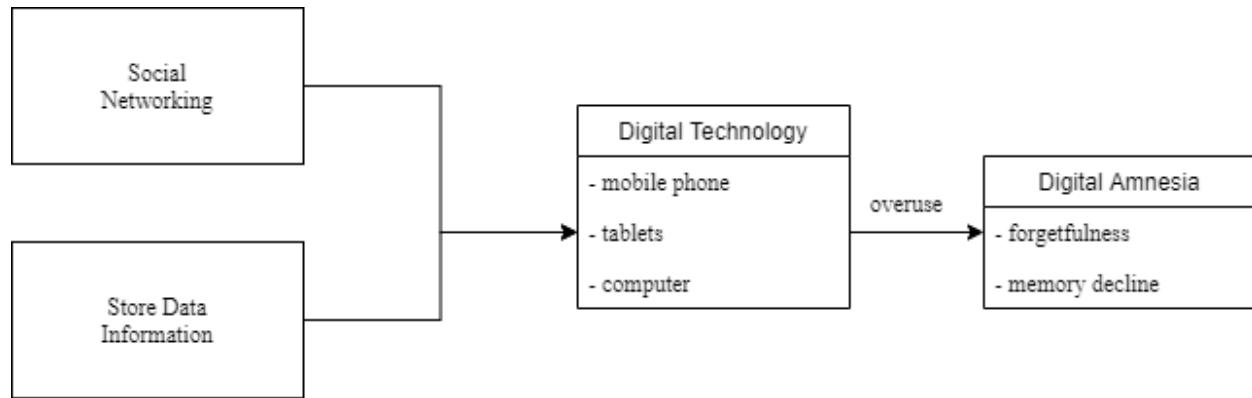 Social
Networking
Store Data
Information
Digital Technology
- mobile phone
- tablets
- computer
overuse
Digital Amnesia
- forgetfulness
- memory decline